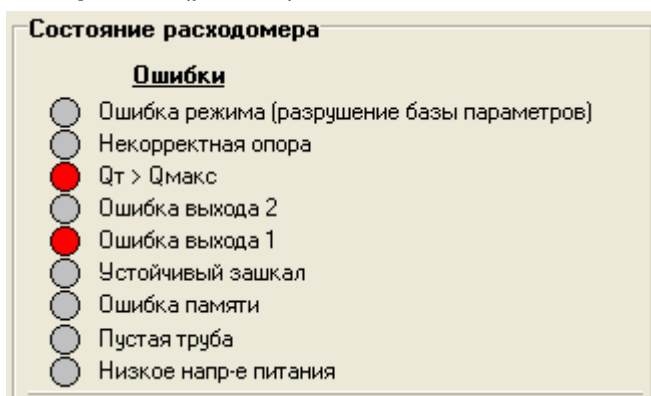 Состояние расходомера
Ошибки
Ошибка режима (разрушение базы параметров)
Некорректная опора
Qт > Qмакс
Ошибка выхода 2
Ошибка выхода 1
Устойчивый зашкал
Ошибка памяти
Пустая труба
Низкое напр-е питания